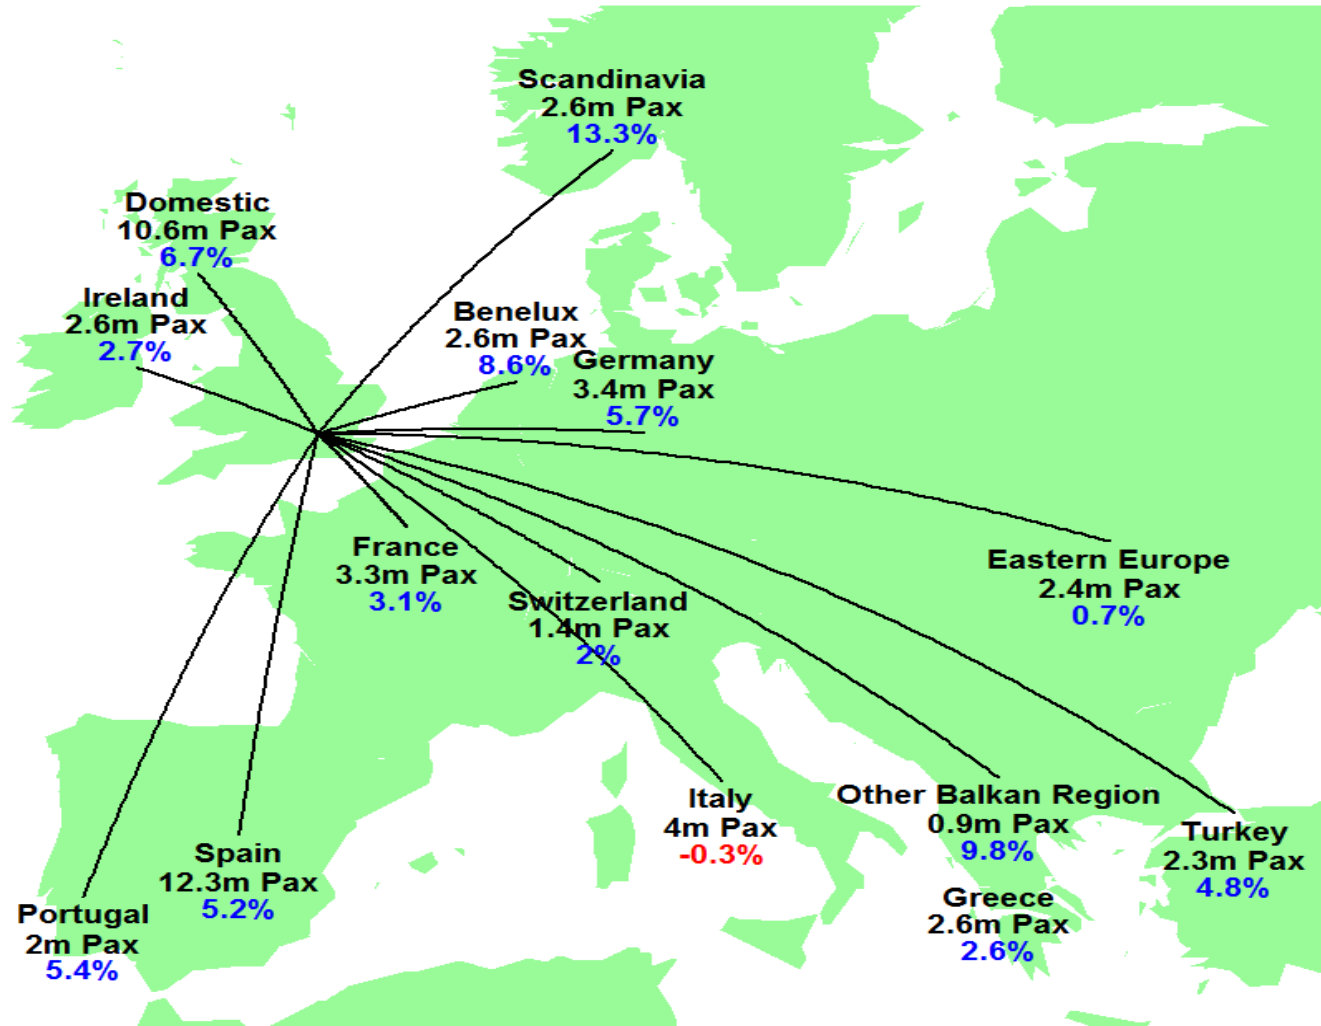 Scandinavia
2.6m Pax
13.3%
Domestic
10.6m Pax
6.7%
Ireland
2.6m Pax
2.7%
Benelux
2.6m Pax
8.6%
Germany
3.4m Pax
5.7%
France
3.3m Pax
3.1%
Switzerland
1.4m Pax
2%
Eastern Europe
2.4m Pax
0.7%
Italy
4m Pax
-0.3%
Other Balkan Region
0.9m Pax
9.8%
Turkey
2.3m Pax
4.8%
Greece
2.6m Pax
2.6%
Spain
12.3m Pax
5.2%
Portugal
2m Pax
5.4%